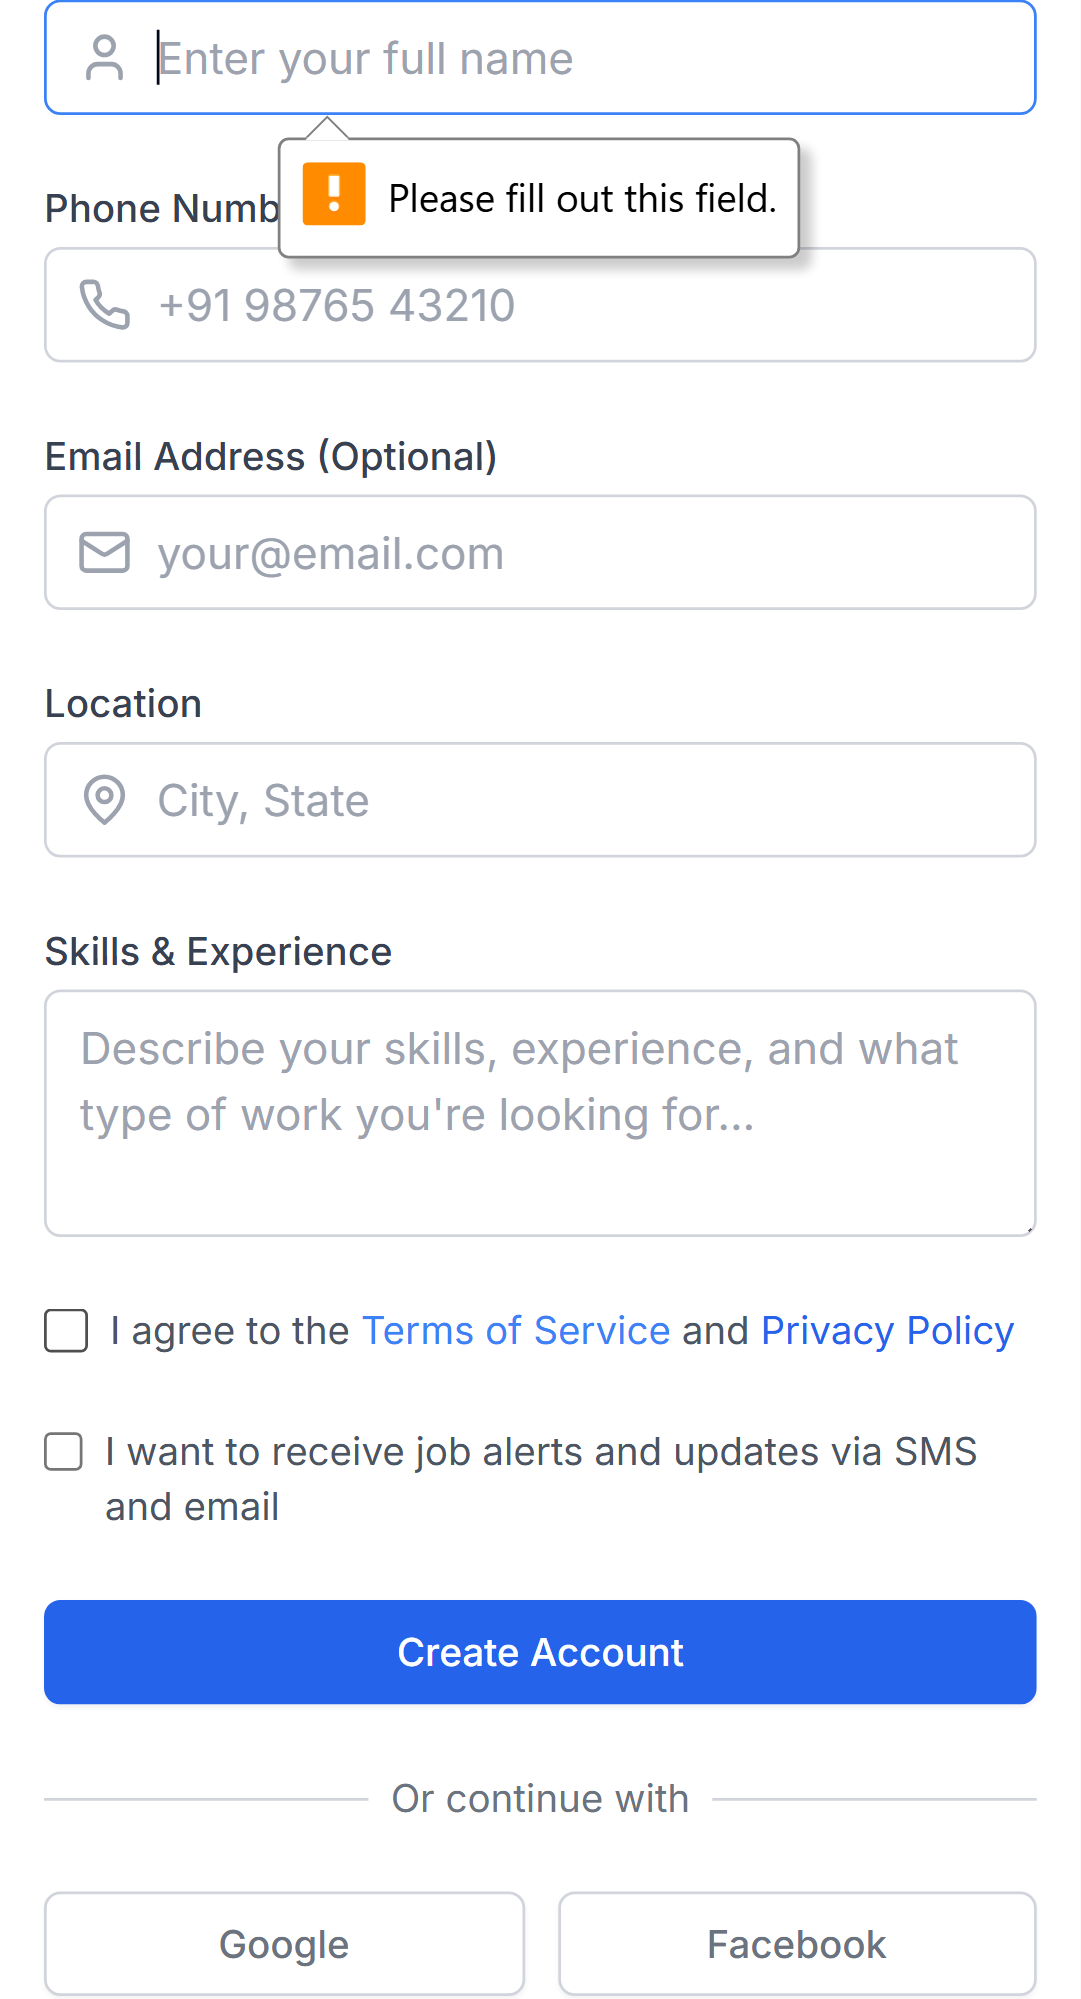 Enter your full name
Please fill out this field.
Phone Numb
+91 98765 43210
Email Address (Optional)
your@email.com
Location
City, State
Skills & Experience
Describe your skills, experience, and what
type of work you're looking for...
I agree to the Terms of Service and Privacy Policy
I want to receive job alerts and updates via SMS
and email
Create Account
Or continue with
Google
Facebook